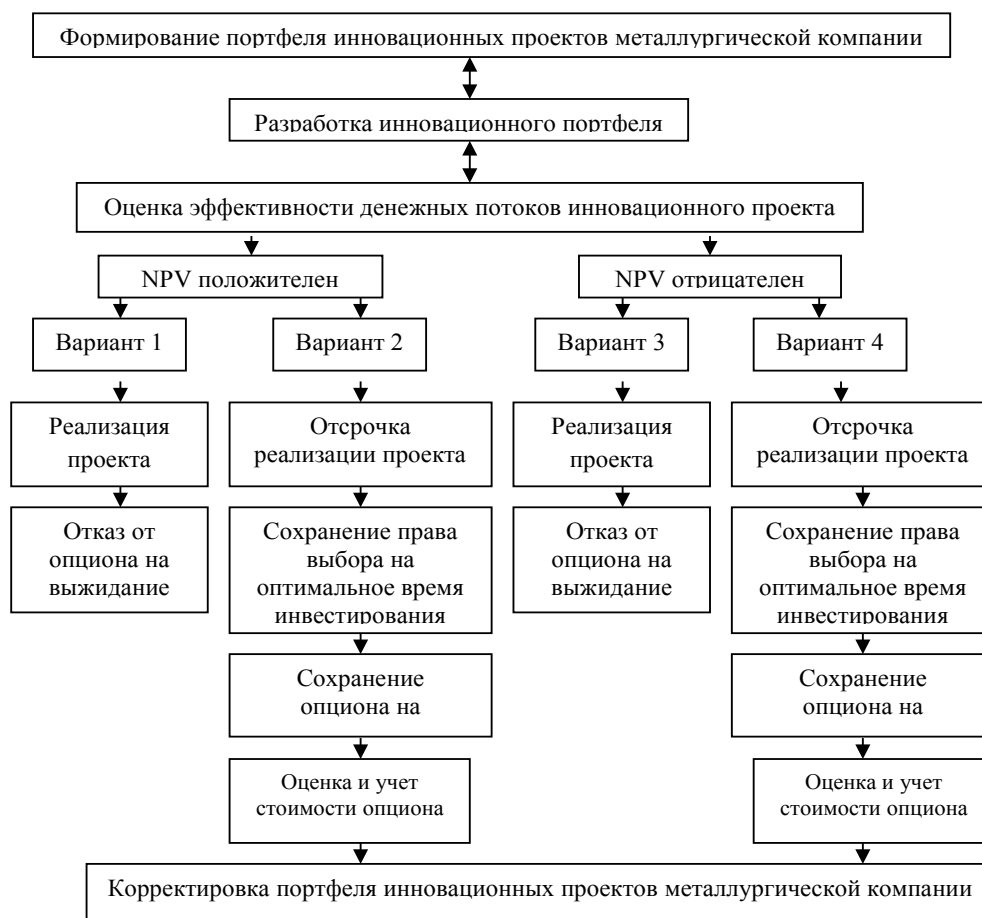 Формирование портфеля инновационных проектов металлургической компании
Разработка инновационного портфеля
Оценка эффективности денежных потоков инновационного проекта
NPV положителен
NPV отрицателен
Вариант 1
Вариант 2
Вариант 3
Вариант 4
Реализация
проекта
Отсрочка
реализации проекта
Реализация
проекта
Отсрочка
реализации проекта
Отказ от
опциона на
выжидание
Сохранение права
выбора на
оптимальное время
инвестирования
Отказ от
опциона на
выжидание
Сохранение права
выбора на
оптимальное время
инвестирования
Сохранение
опциона на
Сохранение
опциона на
Оценка и учет
стоимости опциона
Оценка и учет
стоимости опциона
Корректировка портфеля инновационных проектов металлургической компании